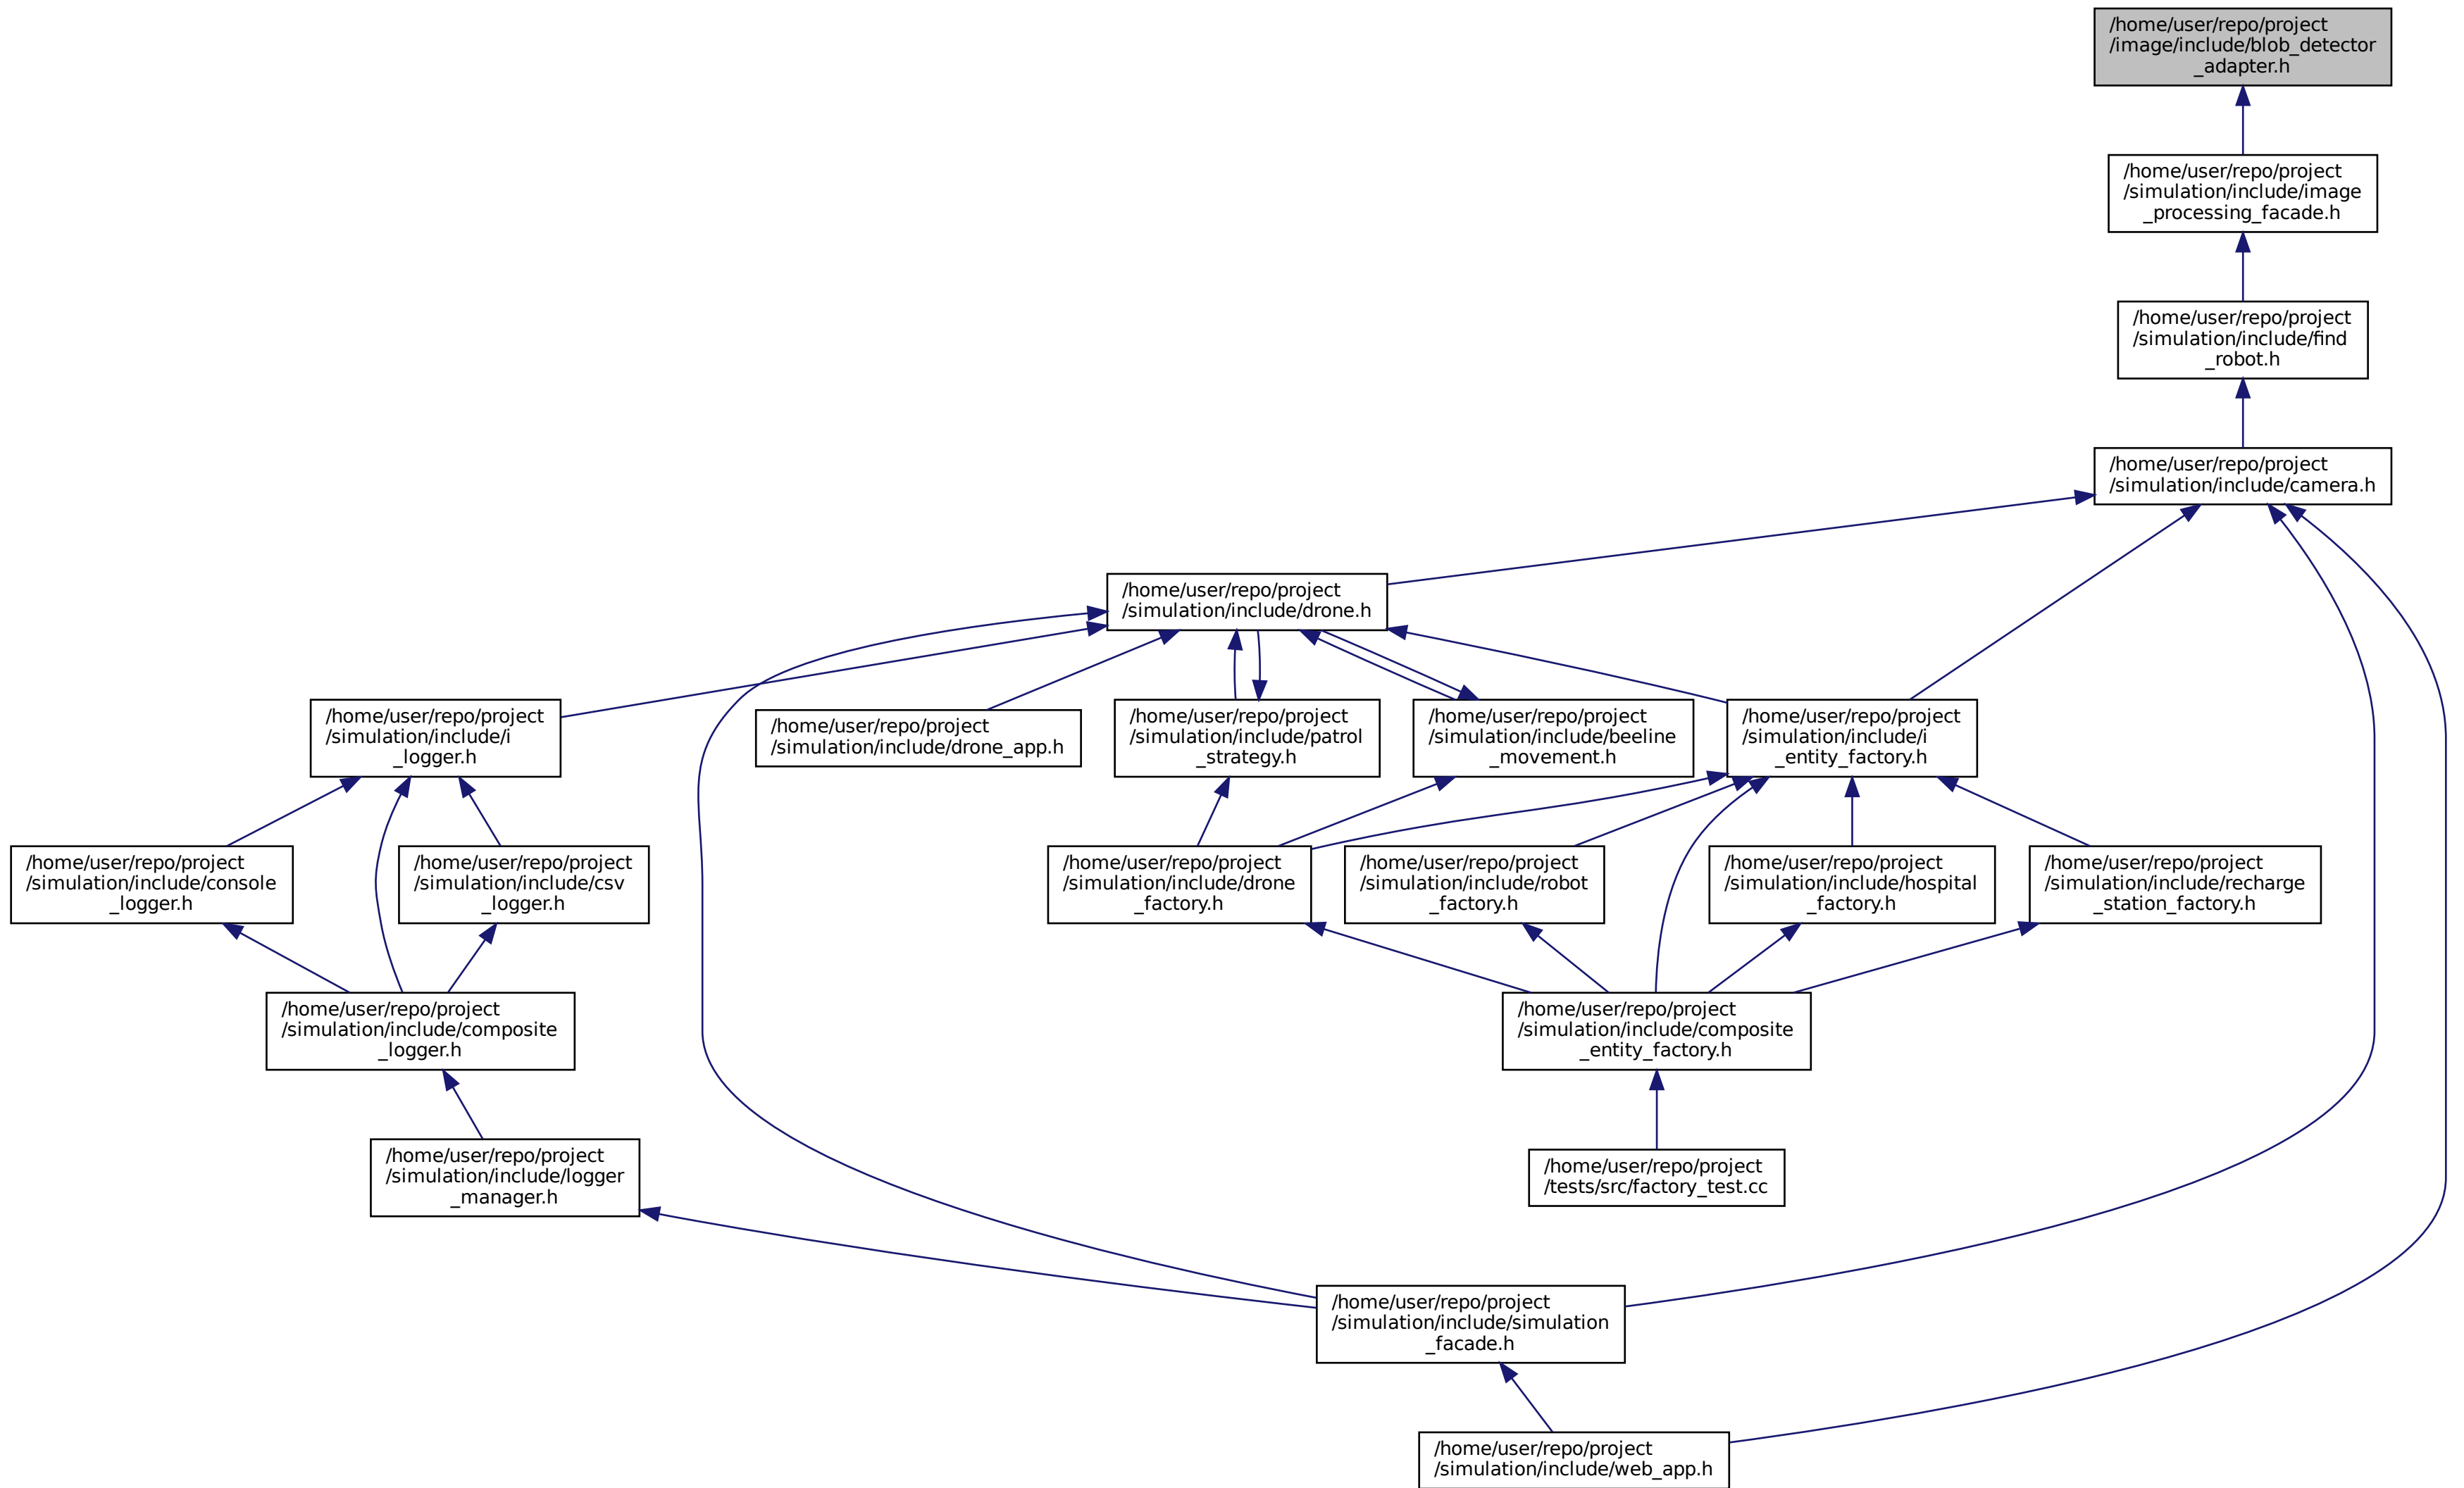 /home/user/repo/project
/image/include/blob_detector
_adapter.h
/home/user/repo/project
/simulation/include/image
_processing_facade.h
/home/user/repo/project
/simulation/include/find
_robot.h
/home/user/repo/project
/simulation/include/camera.h
/home/user/repo/project
/simulation/include/drone.h
/home/user/repo/project
/simulation/include/i
_logger.h
/home/user/repo/project
/simulation/include/drone_app.h
/home/user/repo/project
/simulation/include/patrol
_strategy.h
/home/user/repo/project
/simulation/include/beeline
_movement.h
/home/user/repo/project
/simulation/include/i
_entity_factory.h
/home/user/repo/project
/simulation/include/console
_logger.h
/home/user/repo/project
/simulation/include/csv
_logger.h
/home/user/repo/project
/simulation/include/drone
_factory.h
/home/user/repo/project
/simulation/include/robot
_factory.h
/home/user/repo/project
/simulation/include/hospital
_factory.h
/home/user/repo/project
/simulation/include/recharge
_station_factory.h
/home/user/repo/project
/simulation/include/composite
_logger.h
/home/user/repo/project
/simulation/include/composite
_entity_factory.h
/home/user/repo/project
/simulation/include/logger
_manager.h
/home/user/repo/project
/tests/src/factory_test.cc
/home/user/repo/project
/simulation/include/simulation
_facade.h
/home/user/repo/project
/simulation/include/web_app.h